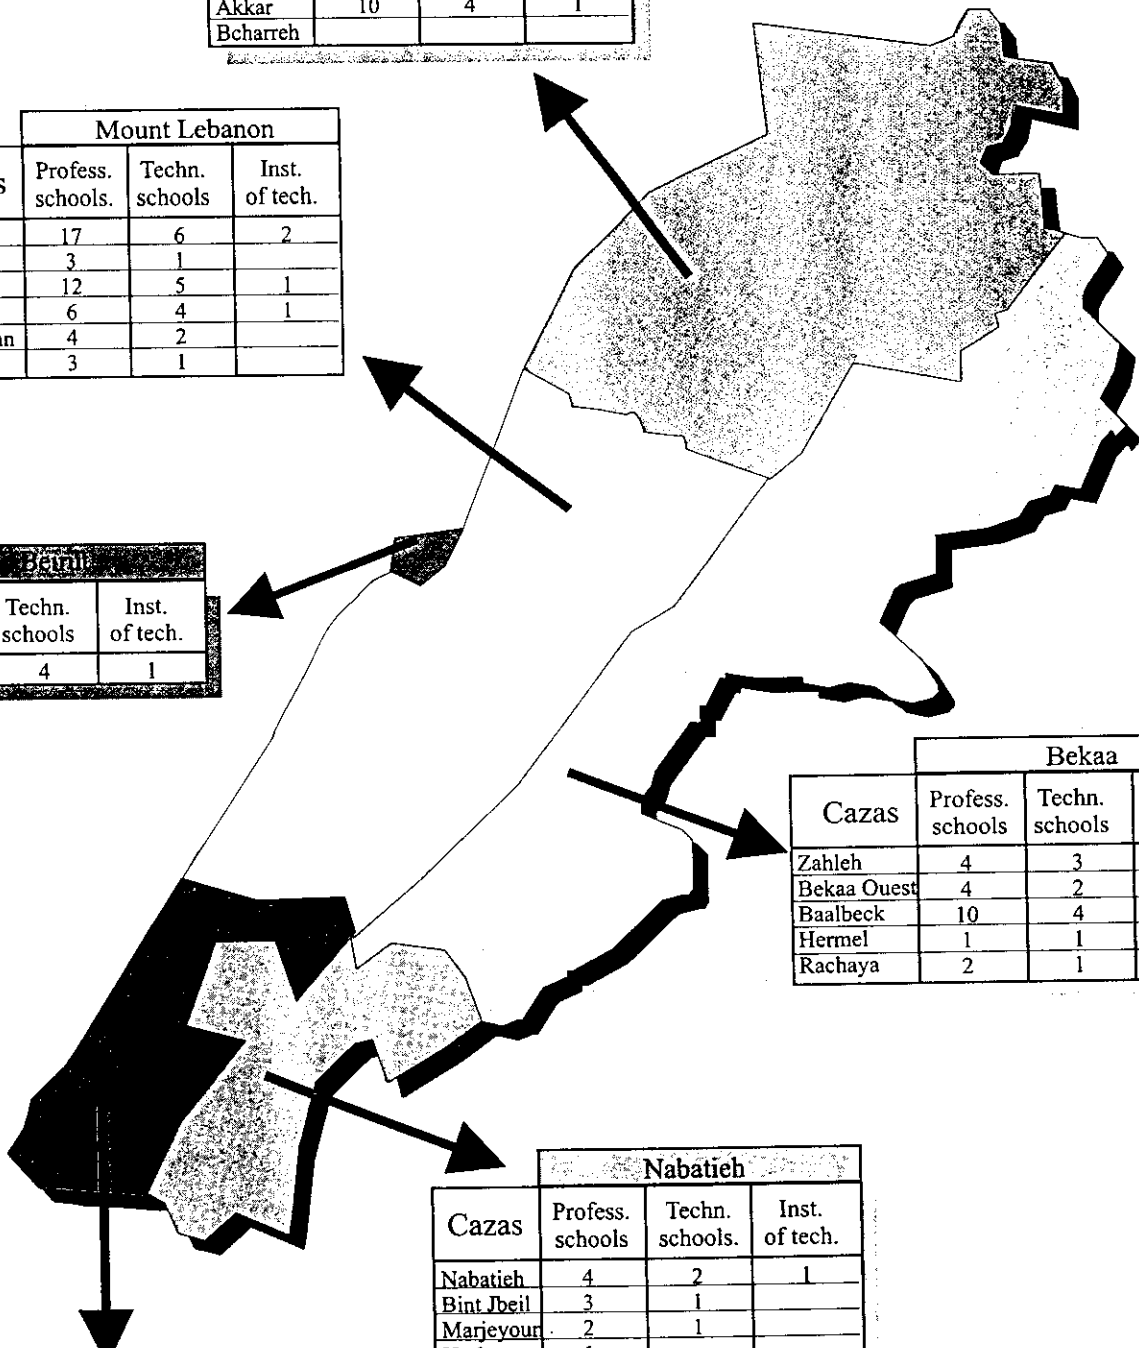 Akkar 10 4 1
Bcharreh
Mount Lebanon
Profess. schools. Techn. schools Inst. of tech.
17 6 2
3 1
12 5 1
6 4 1
4 2
3 1
Beirut
Techn. schools Inst. of tech.
4 1
Bekaa
Cazas Profess. schools Techn. schools
Zahleh 4 3
Bekaa Ouest 4 2
Baalbeck 10 4
Hermel 1 1
Rachaya 2 1
Nabatieh
Cazas Profess. schools Techn. schools. Inst. of tech.
Nabatieh 4 2 1
Bint Jbeil 3 1
Marjeyoun 2 1